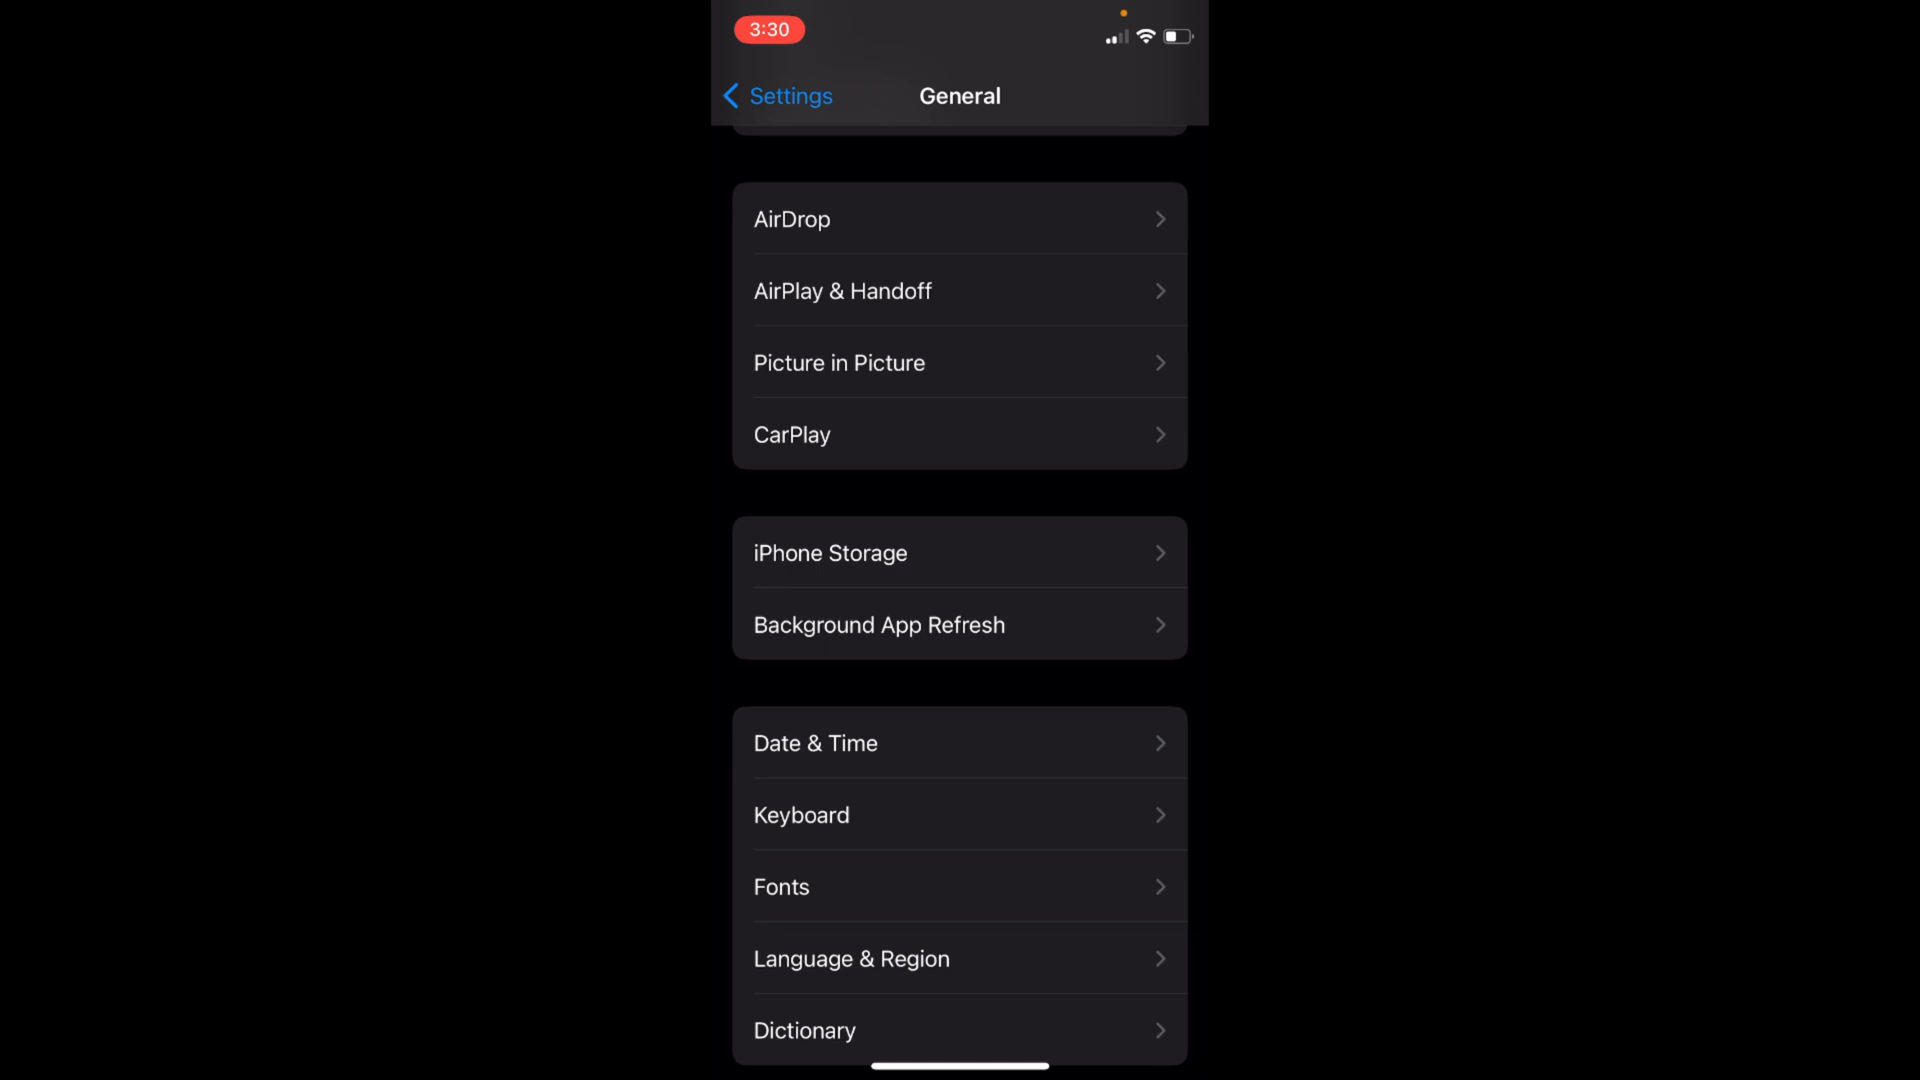 3:30
Settings
General
AirDrop
AirPlay & Handoff
Picture in Picture
CarPlay
iPhone Storage
Background App Refresh
Date & Time
Keyboard
Fonts
Language & Region
Dictionary